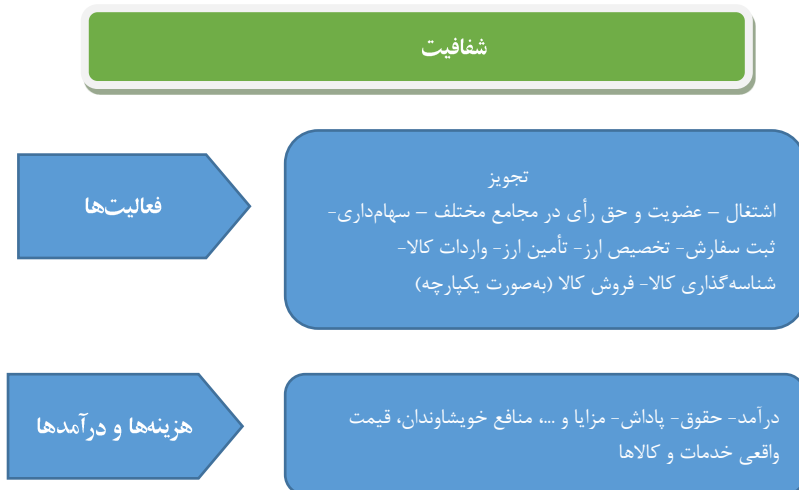 شفافیت
فعالیت‌ها
تجویز
اشتغال – عضویت و حق رأی در مجامع مختلف – سهام‌داری-
ثبت سفارش- تخصیص ارز- تأمین ارز- واردات کالا-
شناسه‌گذاری کالا- فروش کالا (به‌صورت یکپارچه)
هزینه‌ها و درآمدها
درآمد- حقوق- پاداش- مزایا و ...، منافع خویشاوندان، قیمت
واقعی خدمات و کالاها